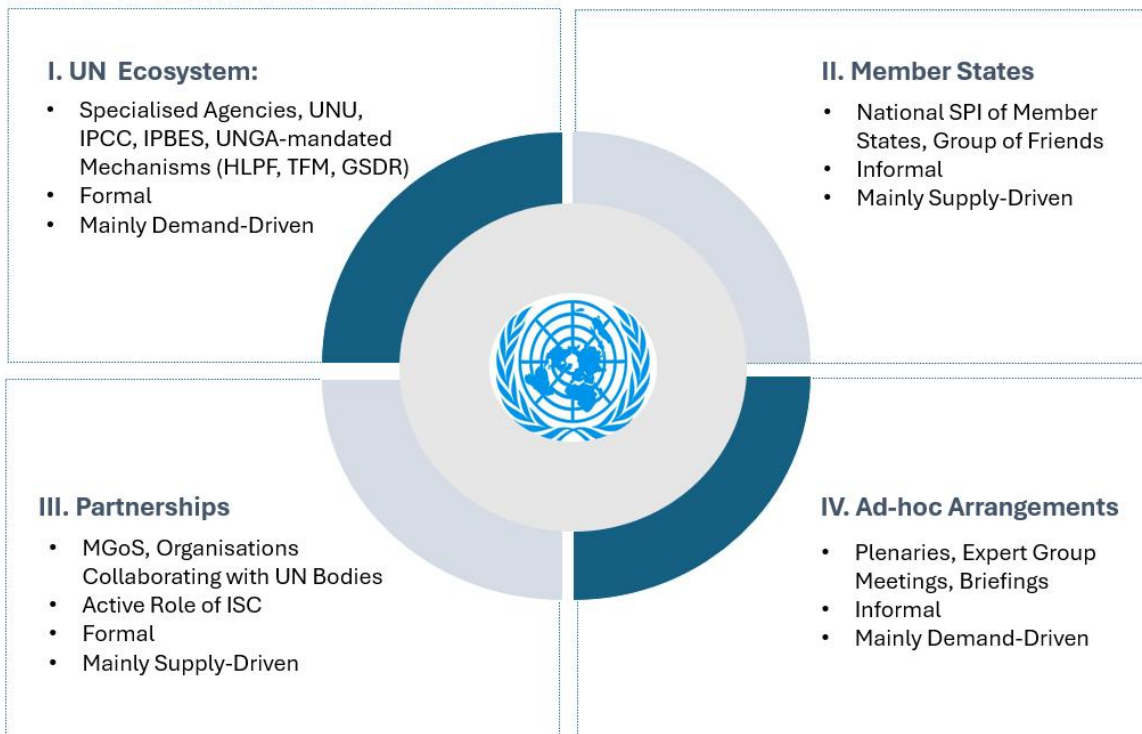 I. UN Ecosystem:
• Specialised Agencies, UNU,
IPCC, IPBES, UNGA-mandated
Mechanisms (HLPF, TFM, GSDR)
• Formal
• Mainly Demand-Driven
II. Member States
• National SPI of Member
States, Group of Friends
• Informal
• Mainly Supply-Driven
III. Partnerships
• MGoS, Organisations
Collaborating with UN Bodies
• Active Role of ISC
• Formal
• Mainly Supply-Driven
IV. Ad-hoc Arrangements
• Plenaries, Expert Group
Meetings, Briefings
• Informal
• Mainly Demand-Driven